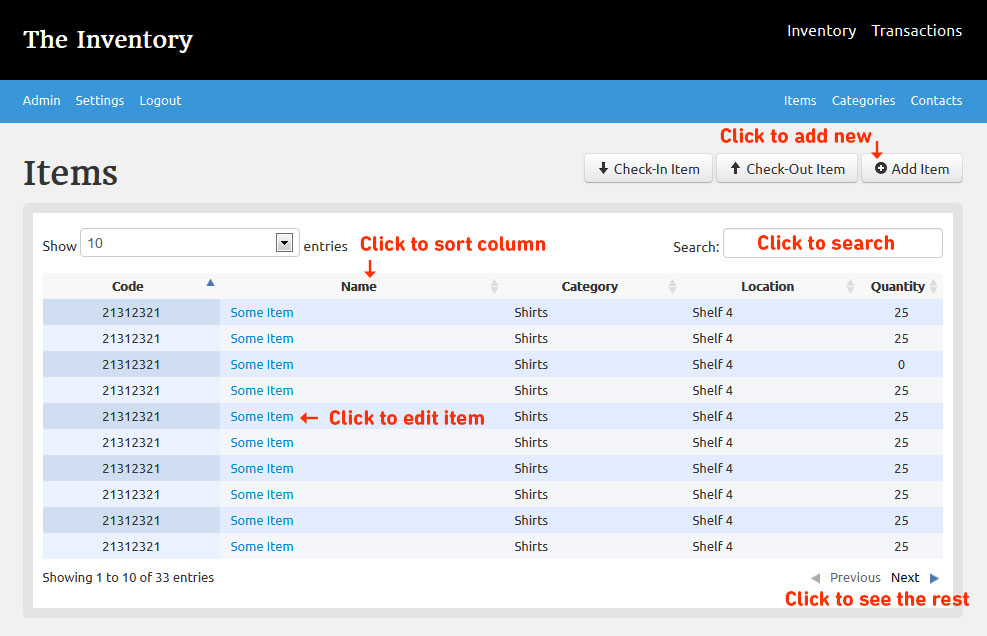 The Inventory
Inventory Transactions
Admin Settings Logout
Items Categories Contacts
Click to add new
Items
Check-In Item Check-Out Item Add Item
Show 10 entries
Click to sort column
Search: Click to search
Code Name Category Location Quantity
21312321 Some Item Shirts Shelf 4 25
21312321 Some Item Shirts Shelf 4 25
21312321 Some Item Shirts Shelf 4 0
21312321 Some Item Shirts Shelf 4 25
21312321 Some Item Click to edit item Shirts Shelf 4 25
21312321 Some Item Shirts Shelf 4 25
21312321 Some Item Shirts Shelf 4 25
21312321 Some Item Shirts Shelf 4 25
21312321 Some Item Shirts Shelf 4 25
21312321 Some Item Shirts Shelf 4 25
Showing 1 to 10 of 33 entries
Previous Next
Click to see the rest